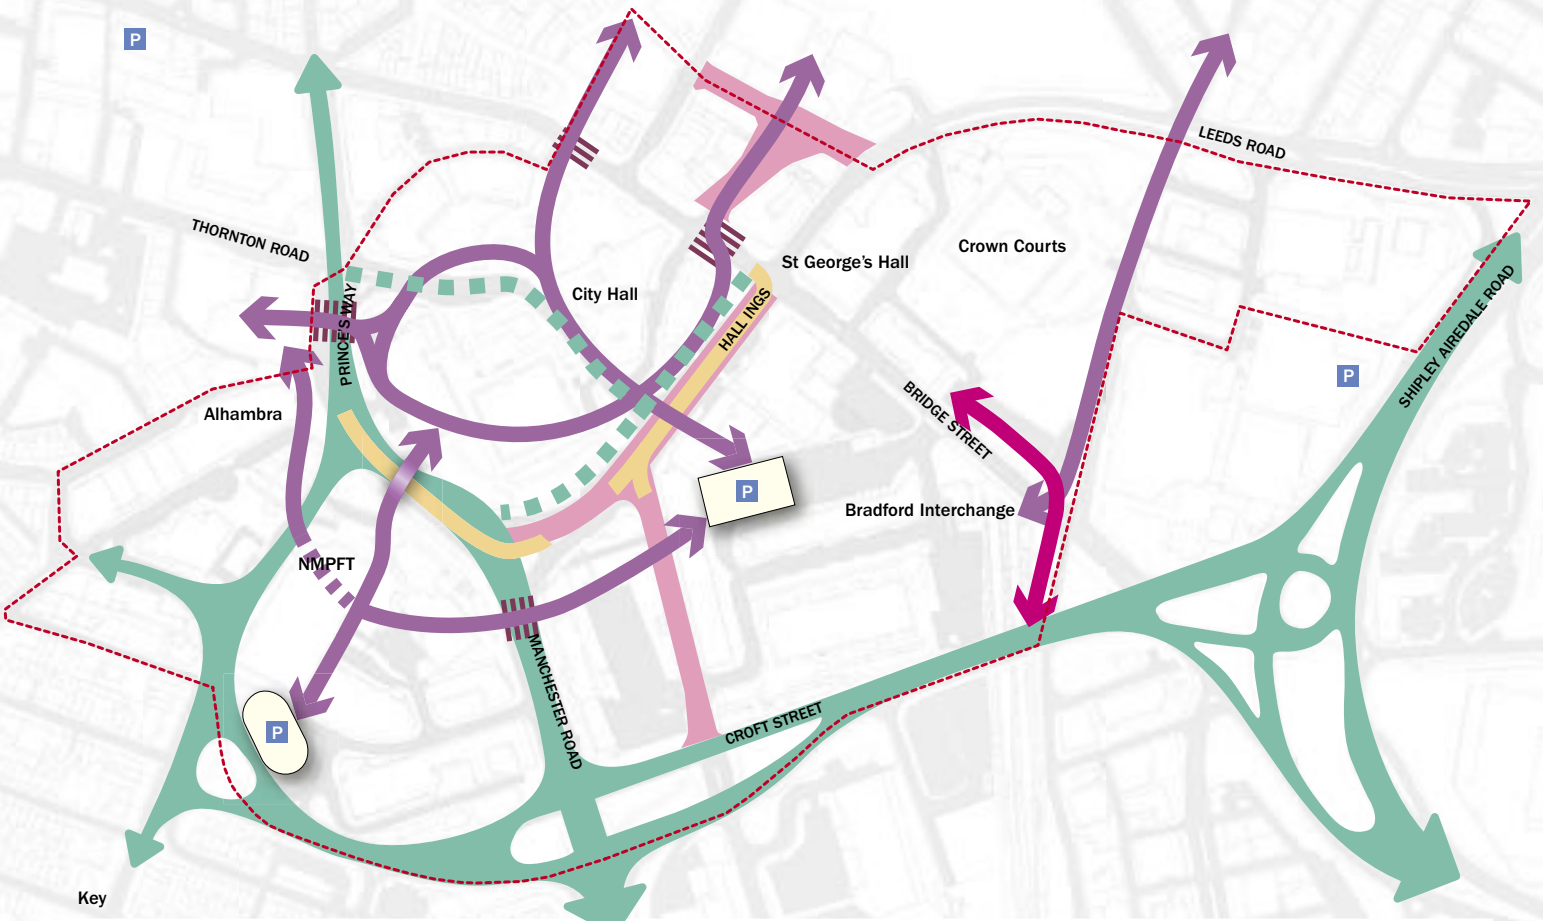 P
LEEDS ROAD
THORNTON ROAD
Crown Courts
St George's Hall
City Hall
PRINCE'S WAY
HALL INGS
SHIPLEY AIREDALE ROAD
P
Alhambra
BRIDGE STREET
P
Bradford Interchange
NMPFT
MANCHESTER ROAD
CROFT STREET
P
Key